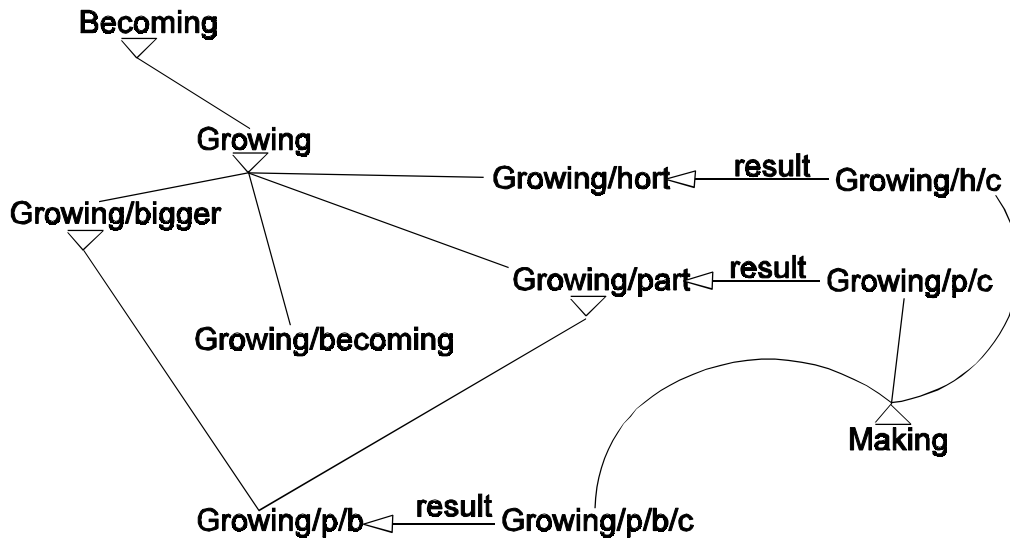 Becoming
Growing
Growing/hort
result
Growing/h/c
Growing/bigger
Growing/part
result
Growing/p/c
Growing/becoming
Making
Growing/p/b
result
Growing/p/b/c